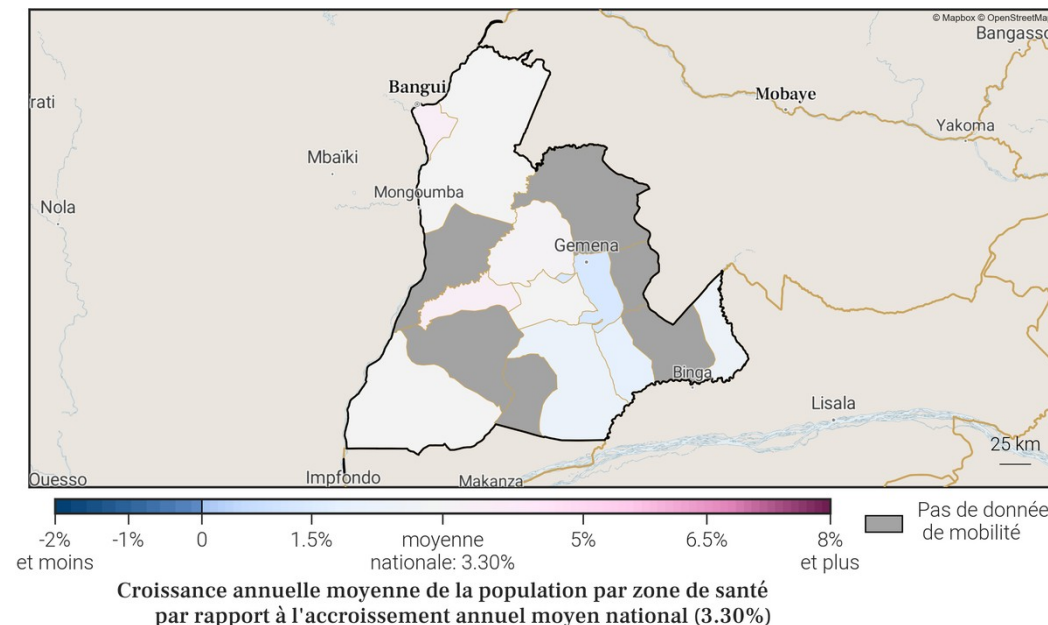 © Mapbox © OpenStreetMap
Bangasso
Bangui
Mobaye
rati
Yakoma
Mbaïki
Mongoumba
Nola
Gemena
Binga
Lisala
25 km
Ouesso
Impfondo
Makanza
-2%
et moins
-1%
0
1.5%
moyenne
nationale: 3.30%
5%
6.5%
8%
et plus
Pas de donnée
de mobilité
Croissance annuelle moyenne de la population par zone de santé
par rapport à l'accroissement annuel moyen national (3.30%)